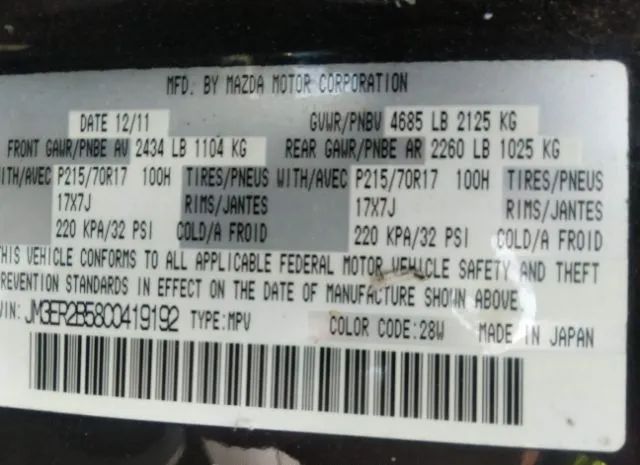 MFD. BY MAZDA MOTOR CORPORATION
DATE 12/11 GVWR/PNBV 4685 LB 2125 KG
FRONT GAWR/PNBE AV 2434 LB 1104 KG REAR GAWR/PNBE AR 2260 LB 1025 KG
WITH/AVEC P215/70R17 100H TIRES/PNEUS WITH/AVEC P215/70R17 100H TIRES/PNEUS
17X7J RIMS/JANTES 17X7J RIMS/JANTES
220 KPA/32 PSI COLD/A FROID 220 KPA/32 PSI COLD/A FROID
THIS VEHICLE CONFORMS TO ALL APPLICABLE FEDERAL MOTOR VEHICLE SAFETY AND THEFT
PREVENTION STANDARDS IN EFFECT ON THE DATE OF MANUFACTURE SHOWN ABOVE.
VIN: JM3ER2B58C0419192 TYPE:MPV COLOR CODE:28W MADE IN JAPAN